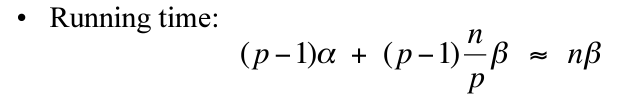 • Running time:
(p−1)α + (p−1) n/p β ≈ nβ